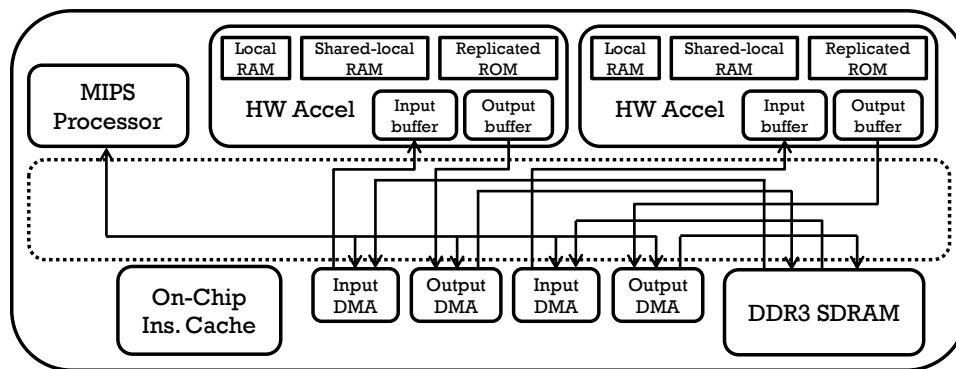 Local Shared-local Replicated Local Shared-local Replicated
RAM RAM ROM RAM RAM ROM
MIPS
Processor
HW Accel Input Output HW Accel Input Output
buffer buffer buffer buffer
On-Chip
Ins. Cache
Input Output Input Output
DMA DMA DMA DMA
DDR3 SDRAM